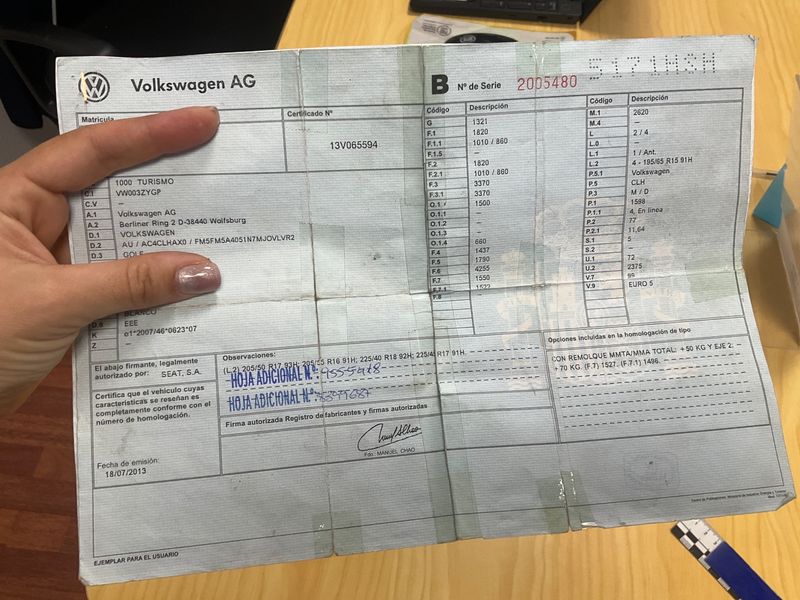 Volkswagen AG
B Nº de Serie 2005480
Matrícula
Certificado Nº
13V065594
1000 TURISMO
C.I VW003ZYGP
C.V –
A.1 Volkswagen AG
A.2 Berliner Ring 2 D-38440 Wolfsburg
D.1 VOLKSWAGEN
D.2 AU / AC4CLHAX0 / FM5FM5A4051N7MJOVLVR2
D.3 GOLF
BLANCO
EEE
K e1*2007/46*0623*07
Z
Código Descripción
G 1321
F.1 1820
F.1.1 1010 / 860
F.1.5 –
F.2 1820
F.2.1 1010 / 860
F.3 3370
F.3.1 3370
O.1 1500
O.1.1 –
O.1.2 –
O.1.3 –
O.1.4 660
F.4 1437
F.5 1790
F.6 4255
F.7 1550
F.7.1 1522
F.8
Código Descripción
M.1 2620
M.4 –
L 2 / 4
L.0 –
L.1 1 / Ant.
L.2 4 - 195/65 R15 91H
P.5.1 Volkswagen
P.5 CLH
P.3 M / D
P.1 1598
P.1.1 4, En línea
P.2 77
P.2.1 11,64
S.1 5
S.2 –
U.1 72
U.2 2375
V.7 99
V.9 EURO 5
El abajo firmante, legalmente
autorizado por: SEAT, S.A.
Certifica que el vehículo cuyas
características se reseñan es
completamente conforme con el
número de homologación.
Fecha de emisión:
18/07/2013
Observaciones:
(L.2) 205/50 R17 93H; 205/55 R16 91H; 225/40 R18 92H; 225/45 R17 91H
HOJA ADICIONAL N.º
HOJA ADICIONAL N.º
Firma autorizada Registro de fabricantes y firmas autorizadas
Fdo: MANUEL CHAO
Opciones incluidas en la homologación de tipo
CON REMOLQUE MMTA/MMA TOTAL: +50 KG Y EJE 2:
+70 KG. (F.7) 1527. (F.7.1) 1496.
EJEMPLAR PARA EL USUARIO